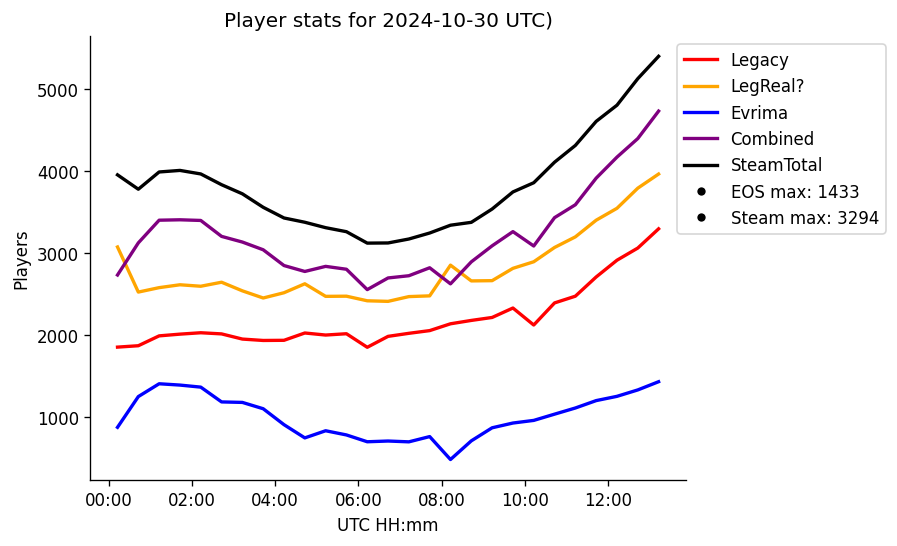 Player stats for 2024-10-30 UTC)
Legacy
LegReal?
Evrima
Combined
SteamTotal
EOS max: 1433
Steam max: 3294
Players
5000
4000
3000
2000
1000
00:00 02:00 04:00 06:00 08:00 10:00 12:00
UTC HH:mm